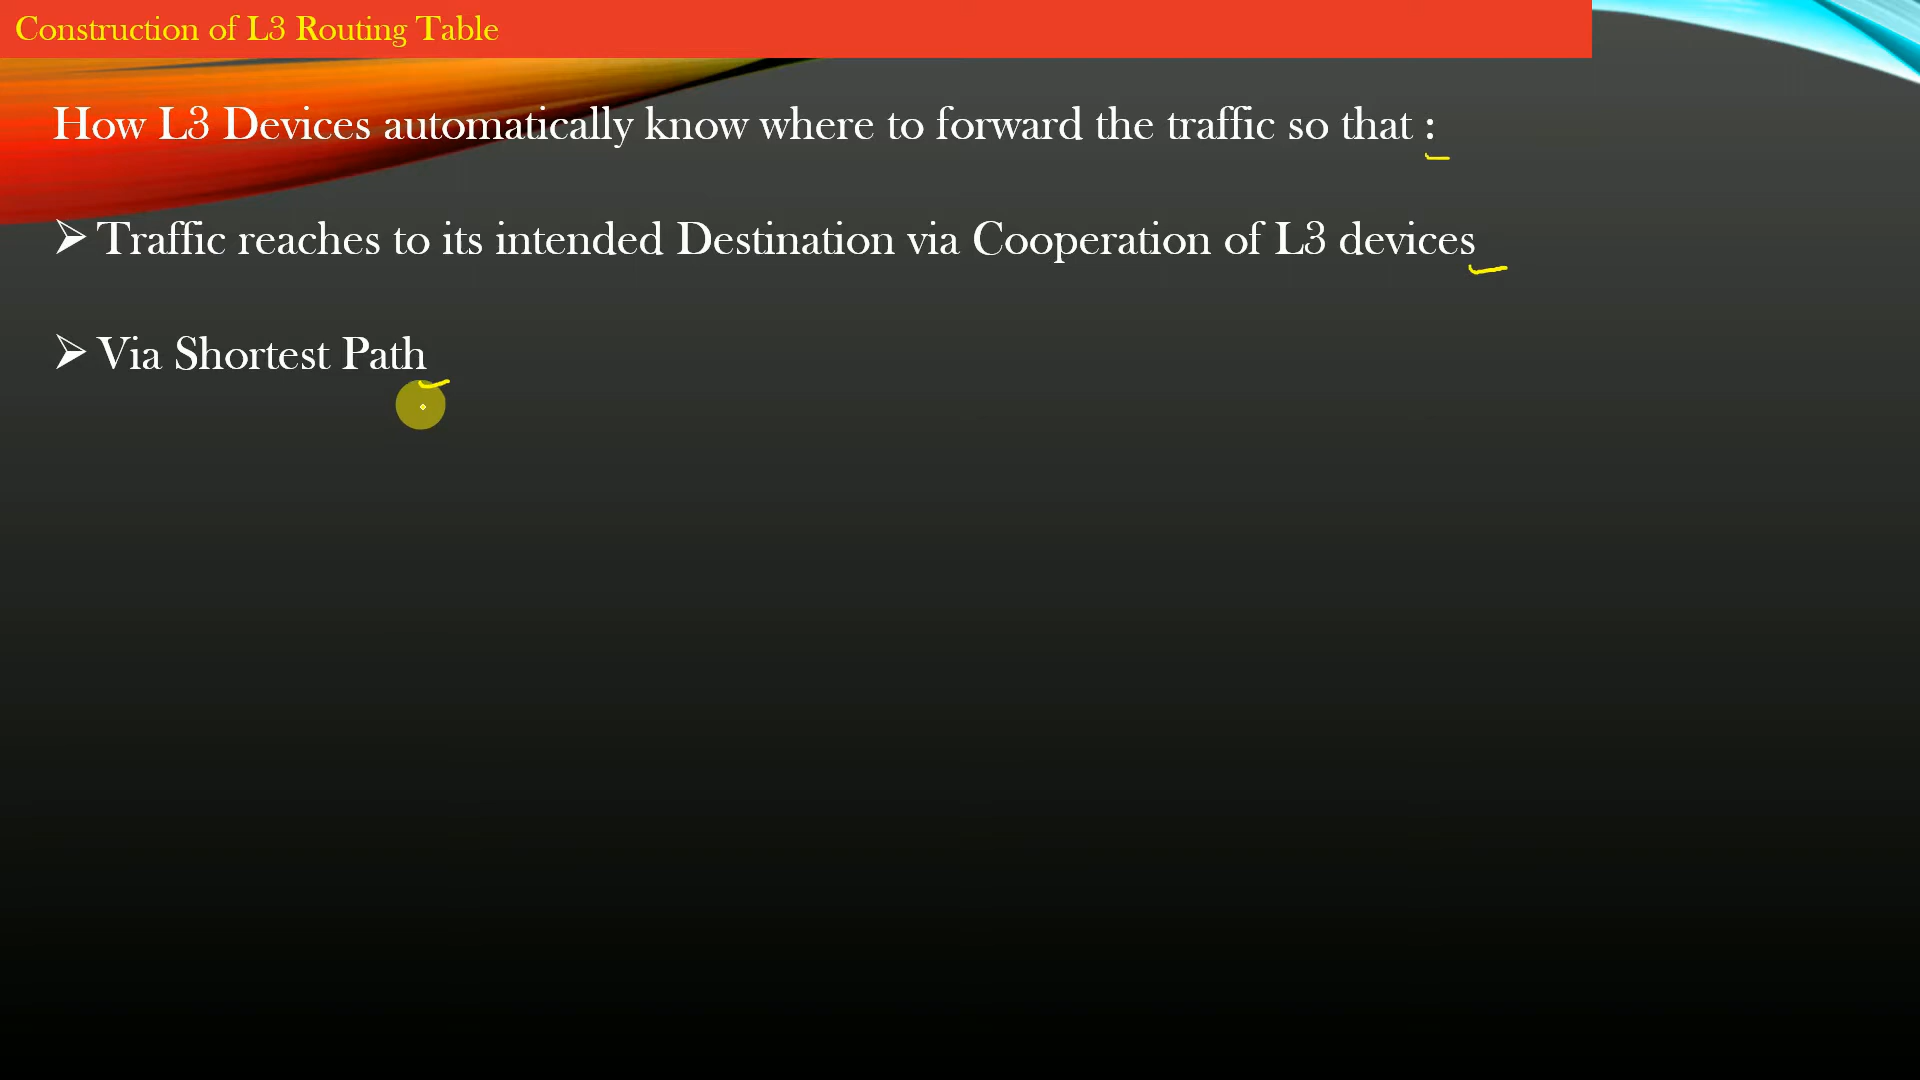 Construction of L3 Routing Table
How L3 Devices automatically know where to forward the traffic so that :
➢ Traffic reaches to its intended Destination via Cooperation of L3 devices
➢ Via Shortest Path